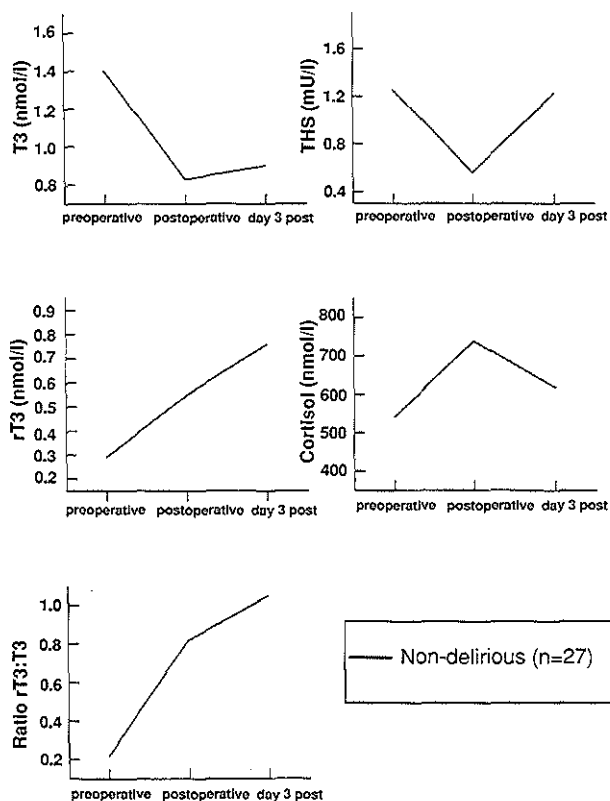 T3 (nmol/l)
1.6
1.4
1.2
1.0
0.8
preoperative postoperative day 3 post
THS (mU/l)
1.6
1.2
0.8
0.4
preoperative postoperative day 3 post
rT3 (nmol/l)
0.9
0.8
0.7
0.6
0.5
0.4
0.3
0.2
preoperative postoperative day 3 post
Cortisol (nmol/l)
800
700
600
500
400
preoperative postoperative day 3 post
Ratio rT3:T3
1.0
0.8
0.6
0.4
0.2
preoperative postoperative day 3 post
Non-delirious (n=27)